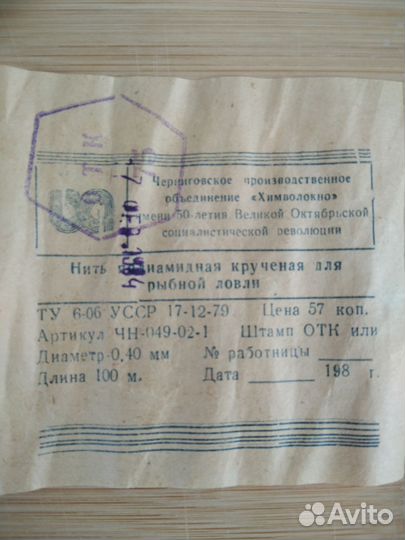 Черниговское производственное
объединение «Химволокно»
имени 50-летия Великой Октябрьской
социалистической революции
Нить полиамидная крученая для
рыбной ловли
ТУ 6-06 УССР 17-12-79 Цена 57 коп.
Артикул ЧН-049-02-1 Штамп ОТК или
Диаметр-0,40 мм № работницы
Длина 100 м. Дата 198 г.
Avito